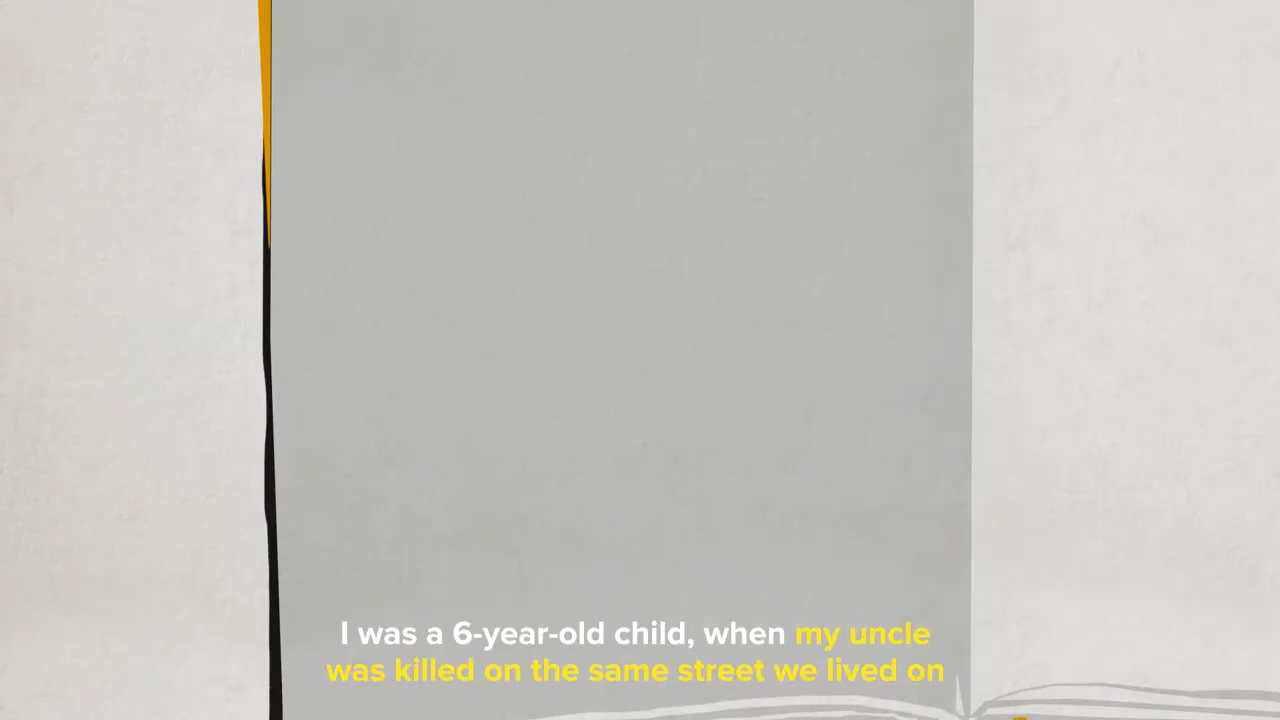 I was a 6-year-old child, when my uncle
was killed on the same street we lived on